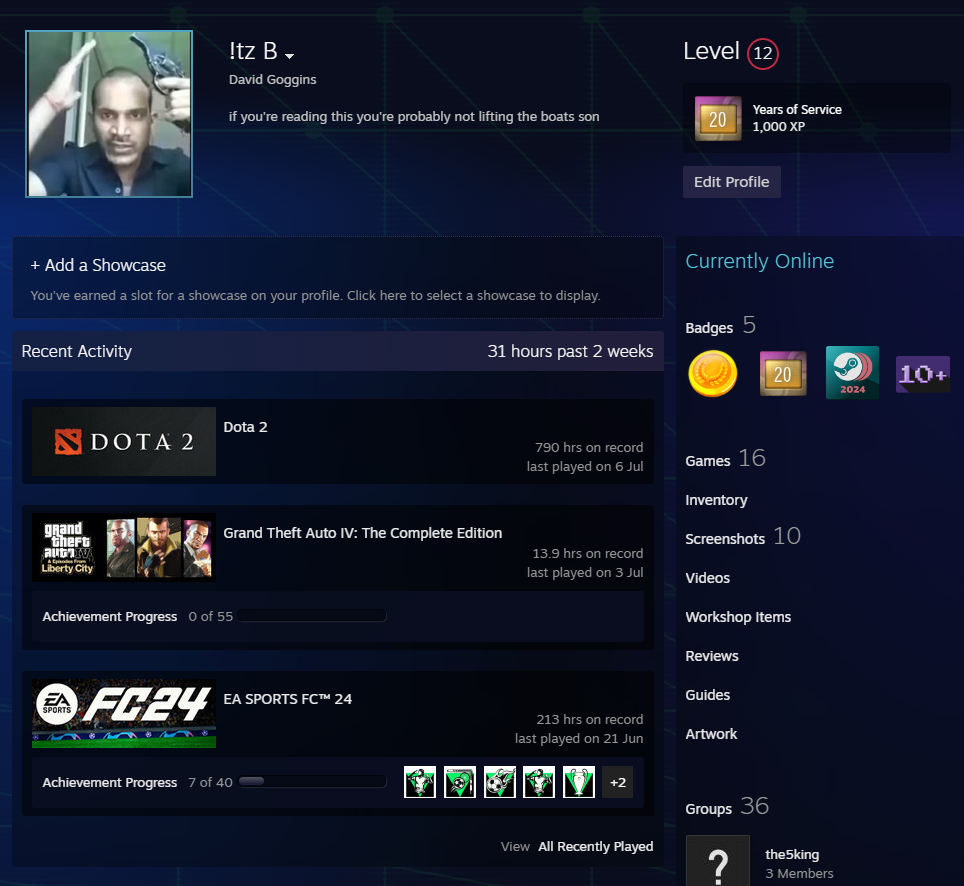 !tz B
David Goggins
if you're reading this you're probably not lifting the boats son
Level 12
20
Years of Service
1,000 XP
Edit Profile
+ Add a Showcase
You've earned a slot for a showcase on your profile. Click here to select a showcase to display.
Recent Activity
31 hours past 2 weeks
DOTA 2
Dota 2
790 hrs on record
last played on 6 Jul
grand theft auto IV
& Episodes From
Liberty City
Grand Theft Auto IV: The Complete Edition
13.9 hrs on record
last played on 3 Jul
Achievement Progress 0 of 55
EA SPORTS FC24
EA SPORTS FC™ 24
213 hrs on record
last played on 21 Jun
Achievement Progress 7 of 40
+2
View All Recently Played
Currently Online
Badges 5
20
2024
10+
Games 16
Inventory
Screenshots 10
Videos
Workshop Items
Reviews
Guides
Artwork
Groups 36
?
the5king
3 Members